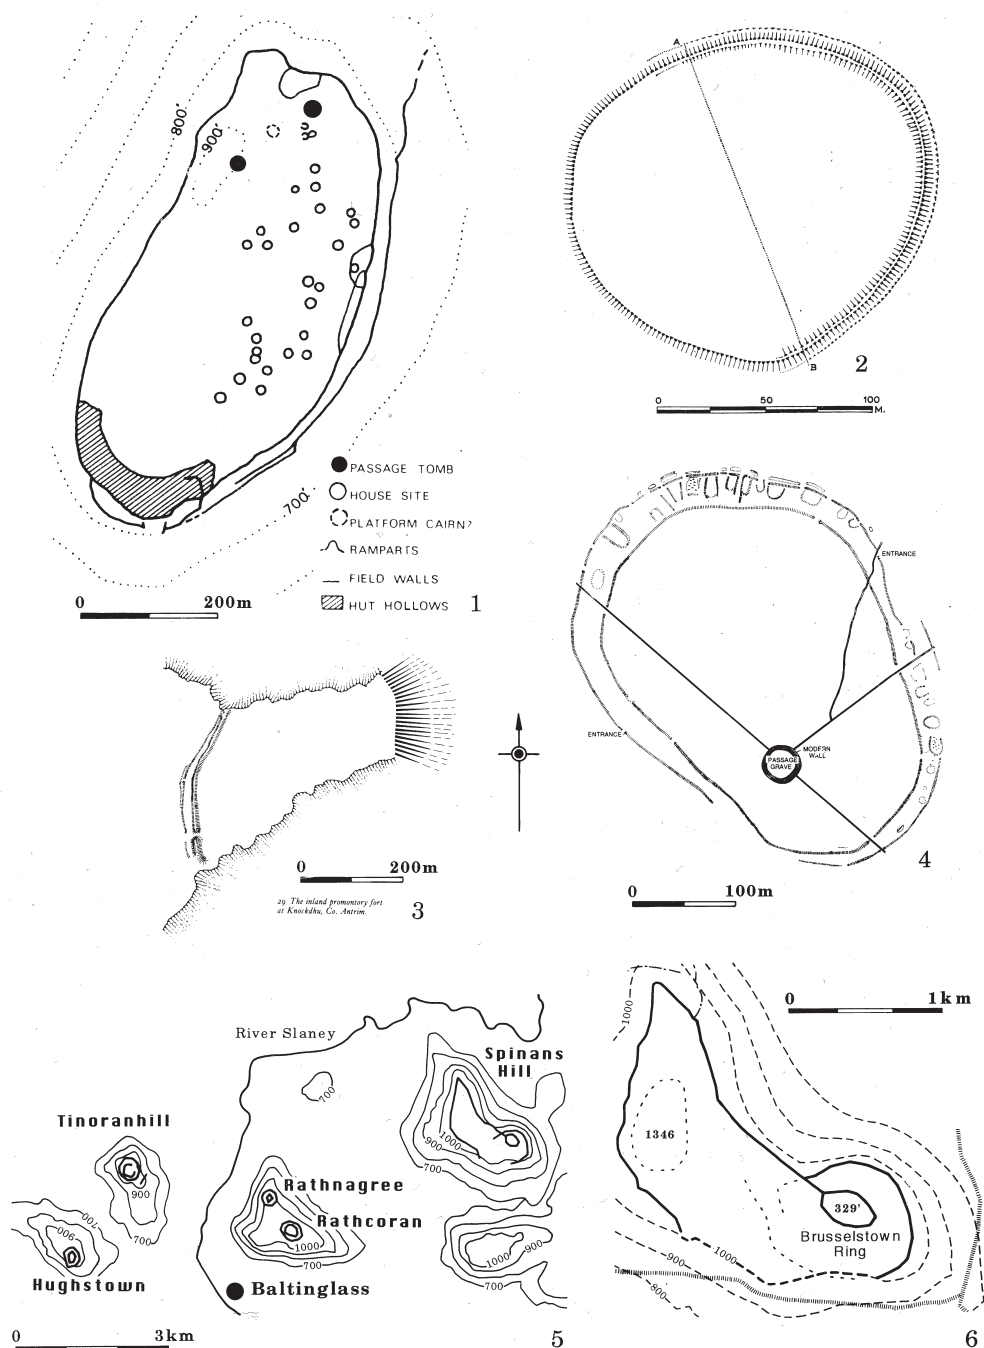 800'
900'
700'
PASSAGE TOMB
HOUSE SITE
PLATFORM CAIRN?
RAMPARTS
FIELD WALLS
HUT HOLLOWS
1
0 200m
A
B
2
0 50 100
M.
0 200m
29 The inland promontory fort
at Knockdhu, Co. Antrim.
3
ENTRANCE
ENTRANCE
MODERN
WALL
PASSAGE
GRAVE
4
0 100m
River Slaney
Spinans
Hill
700
1000
900
700
Tinoranhill
900
700
700
900
Hughstown
Rathnagree
Rathcoran
1000
700
Baltinglass
1000
900
700
0 3km
5
1000
0 1km
1346
329'
Brusselstown
Ring
1000
900
800
6